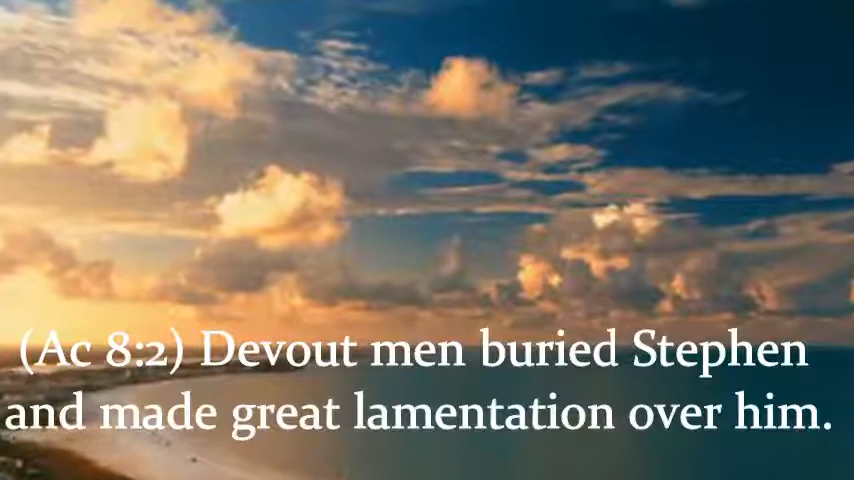 (Ac 8:2) Devout men buried Stephen
and made great lamentation over him.